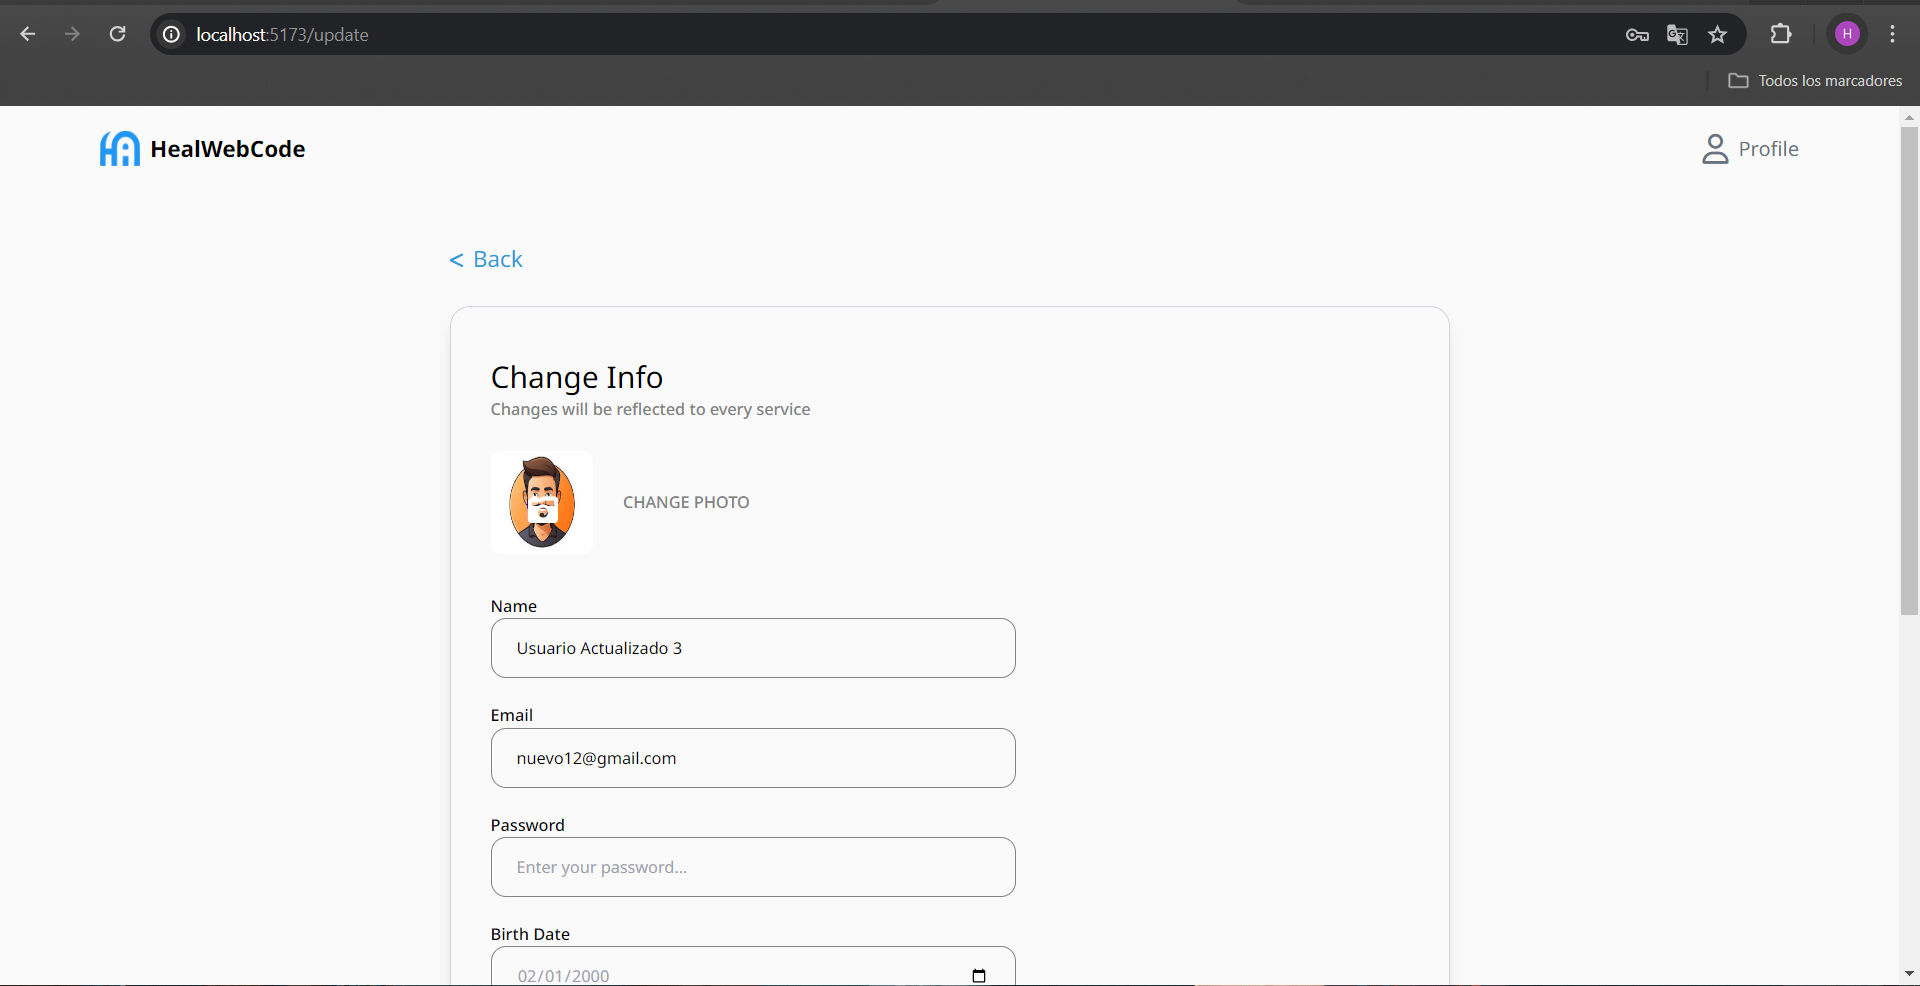 localhost:5173/update
H
Todos los marcadores
HealWebCode
Profile
< Back
Change Info
Changes will be reflected to every service
CHANGE PHOTO
Name
Usuario Actualizado 3
Email
nuevo12@gmail.com
Password
Enter your password...
Birth Date
02/01/2000